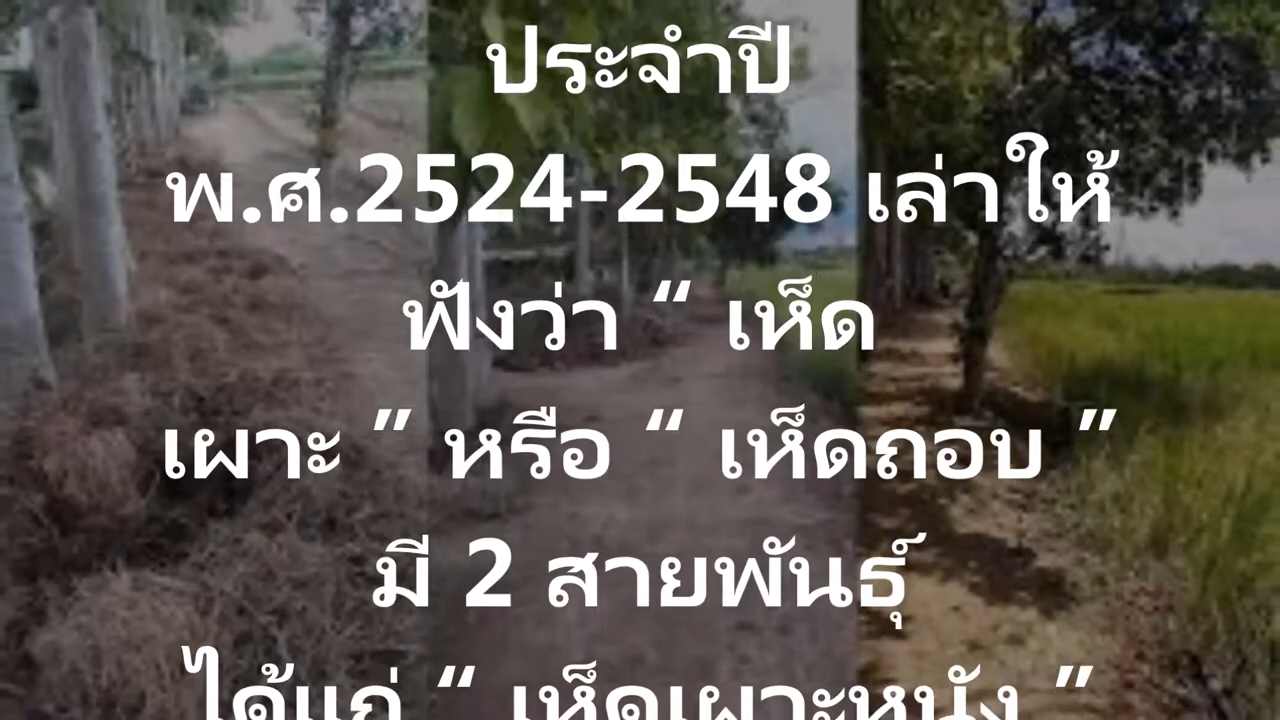 ประจำปี
พ.ศ.2524-2548 เล่าให้
ฟังว่า “ เห็ด
เผาะ ” หรือ “ เห็ดถอบ ”
มี 2 สายพันธุ์
ได้แก่ “ เห็ดเผาะหนัง ”